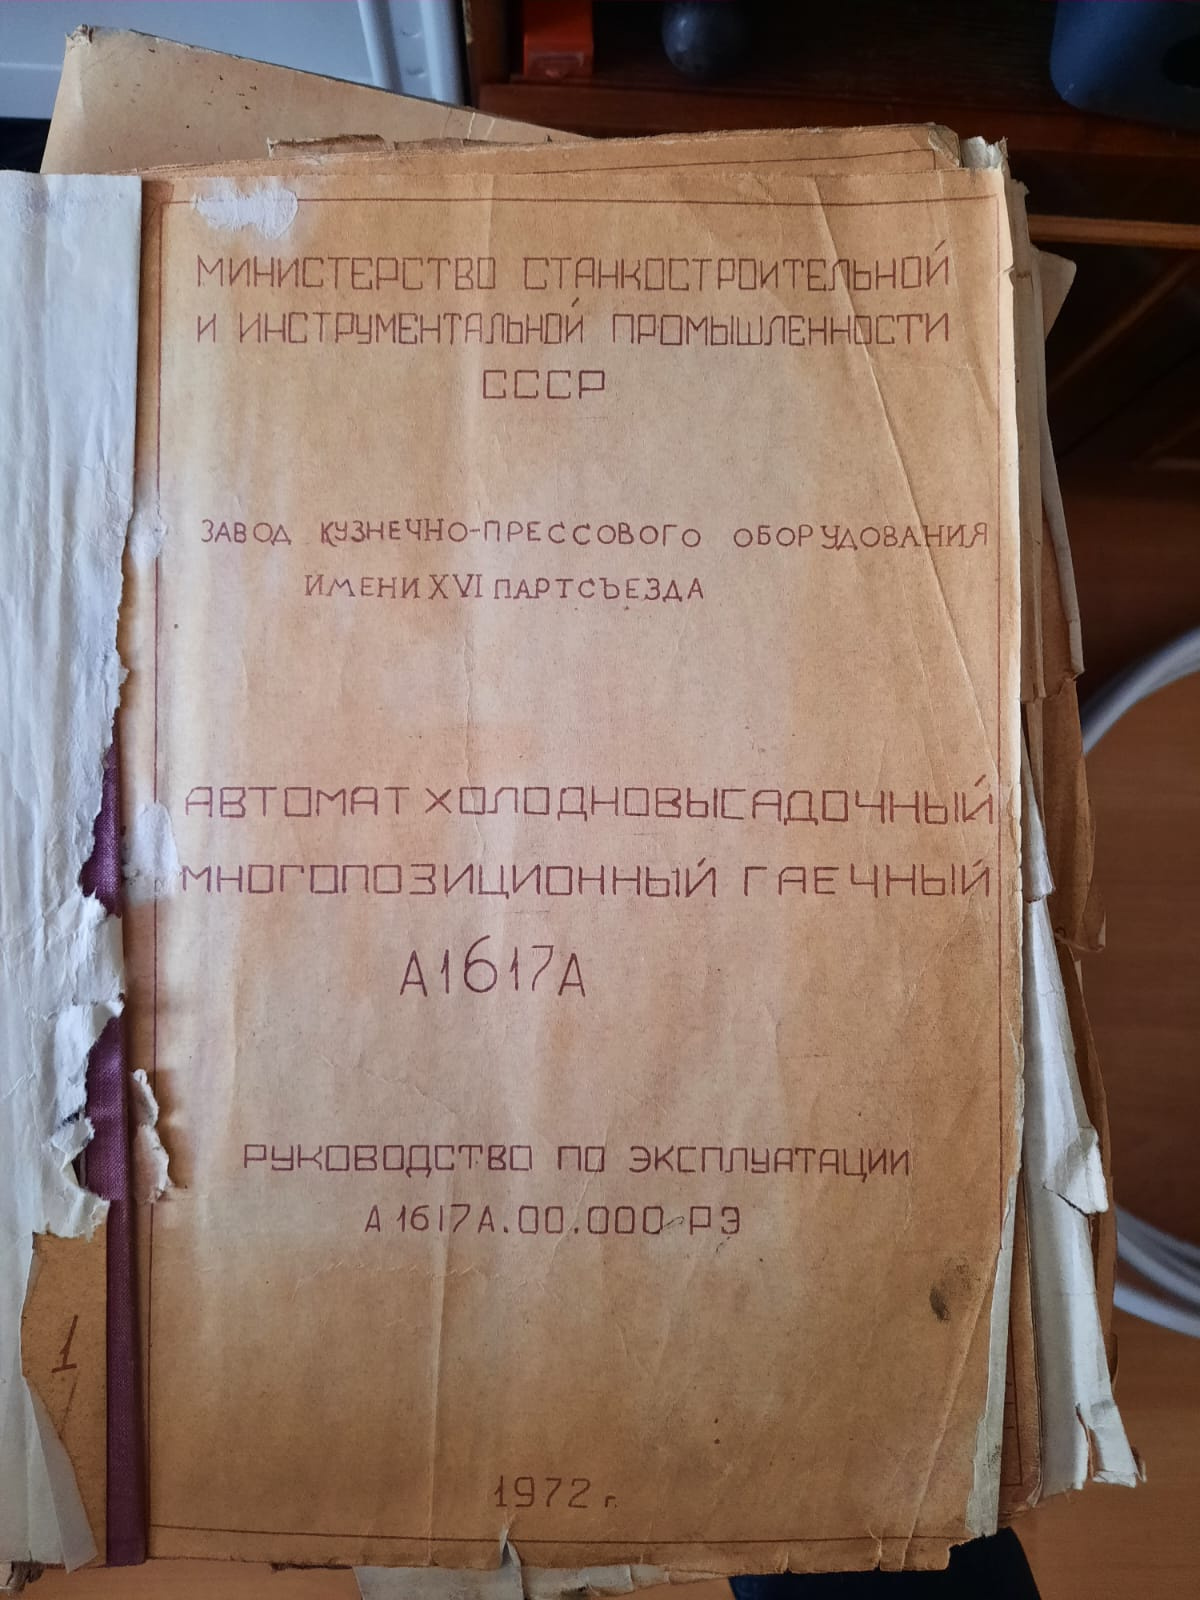 МИНИСТЕРСТВО СТАНКОСТРОИТЕЛЬНОЙ
И ИНСТРУМЕНТАЛЬНОЙ ПРОМЫШЛЕННОСТИ
СССР
ЗАВОД КУЗНЕЧНО-ПРЕССОВОГО ОБОРУДОВАНИЯ
ИМЕНИ XVI ПАРТСЪЕЗДА
АВТОМАТ ХОЛОДНОВЫСАДОЧНЫЙ
МНОГОПОЗИЦИОННЫЙ ГАЕЧНЫЙ
А1617А
РУКОВОДСТВО ПО ЭКСПЛУАТАЦИИ
А1617А.00.000 РЭ
1
1972 г.